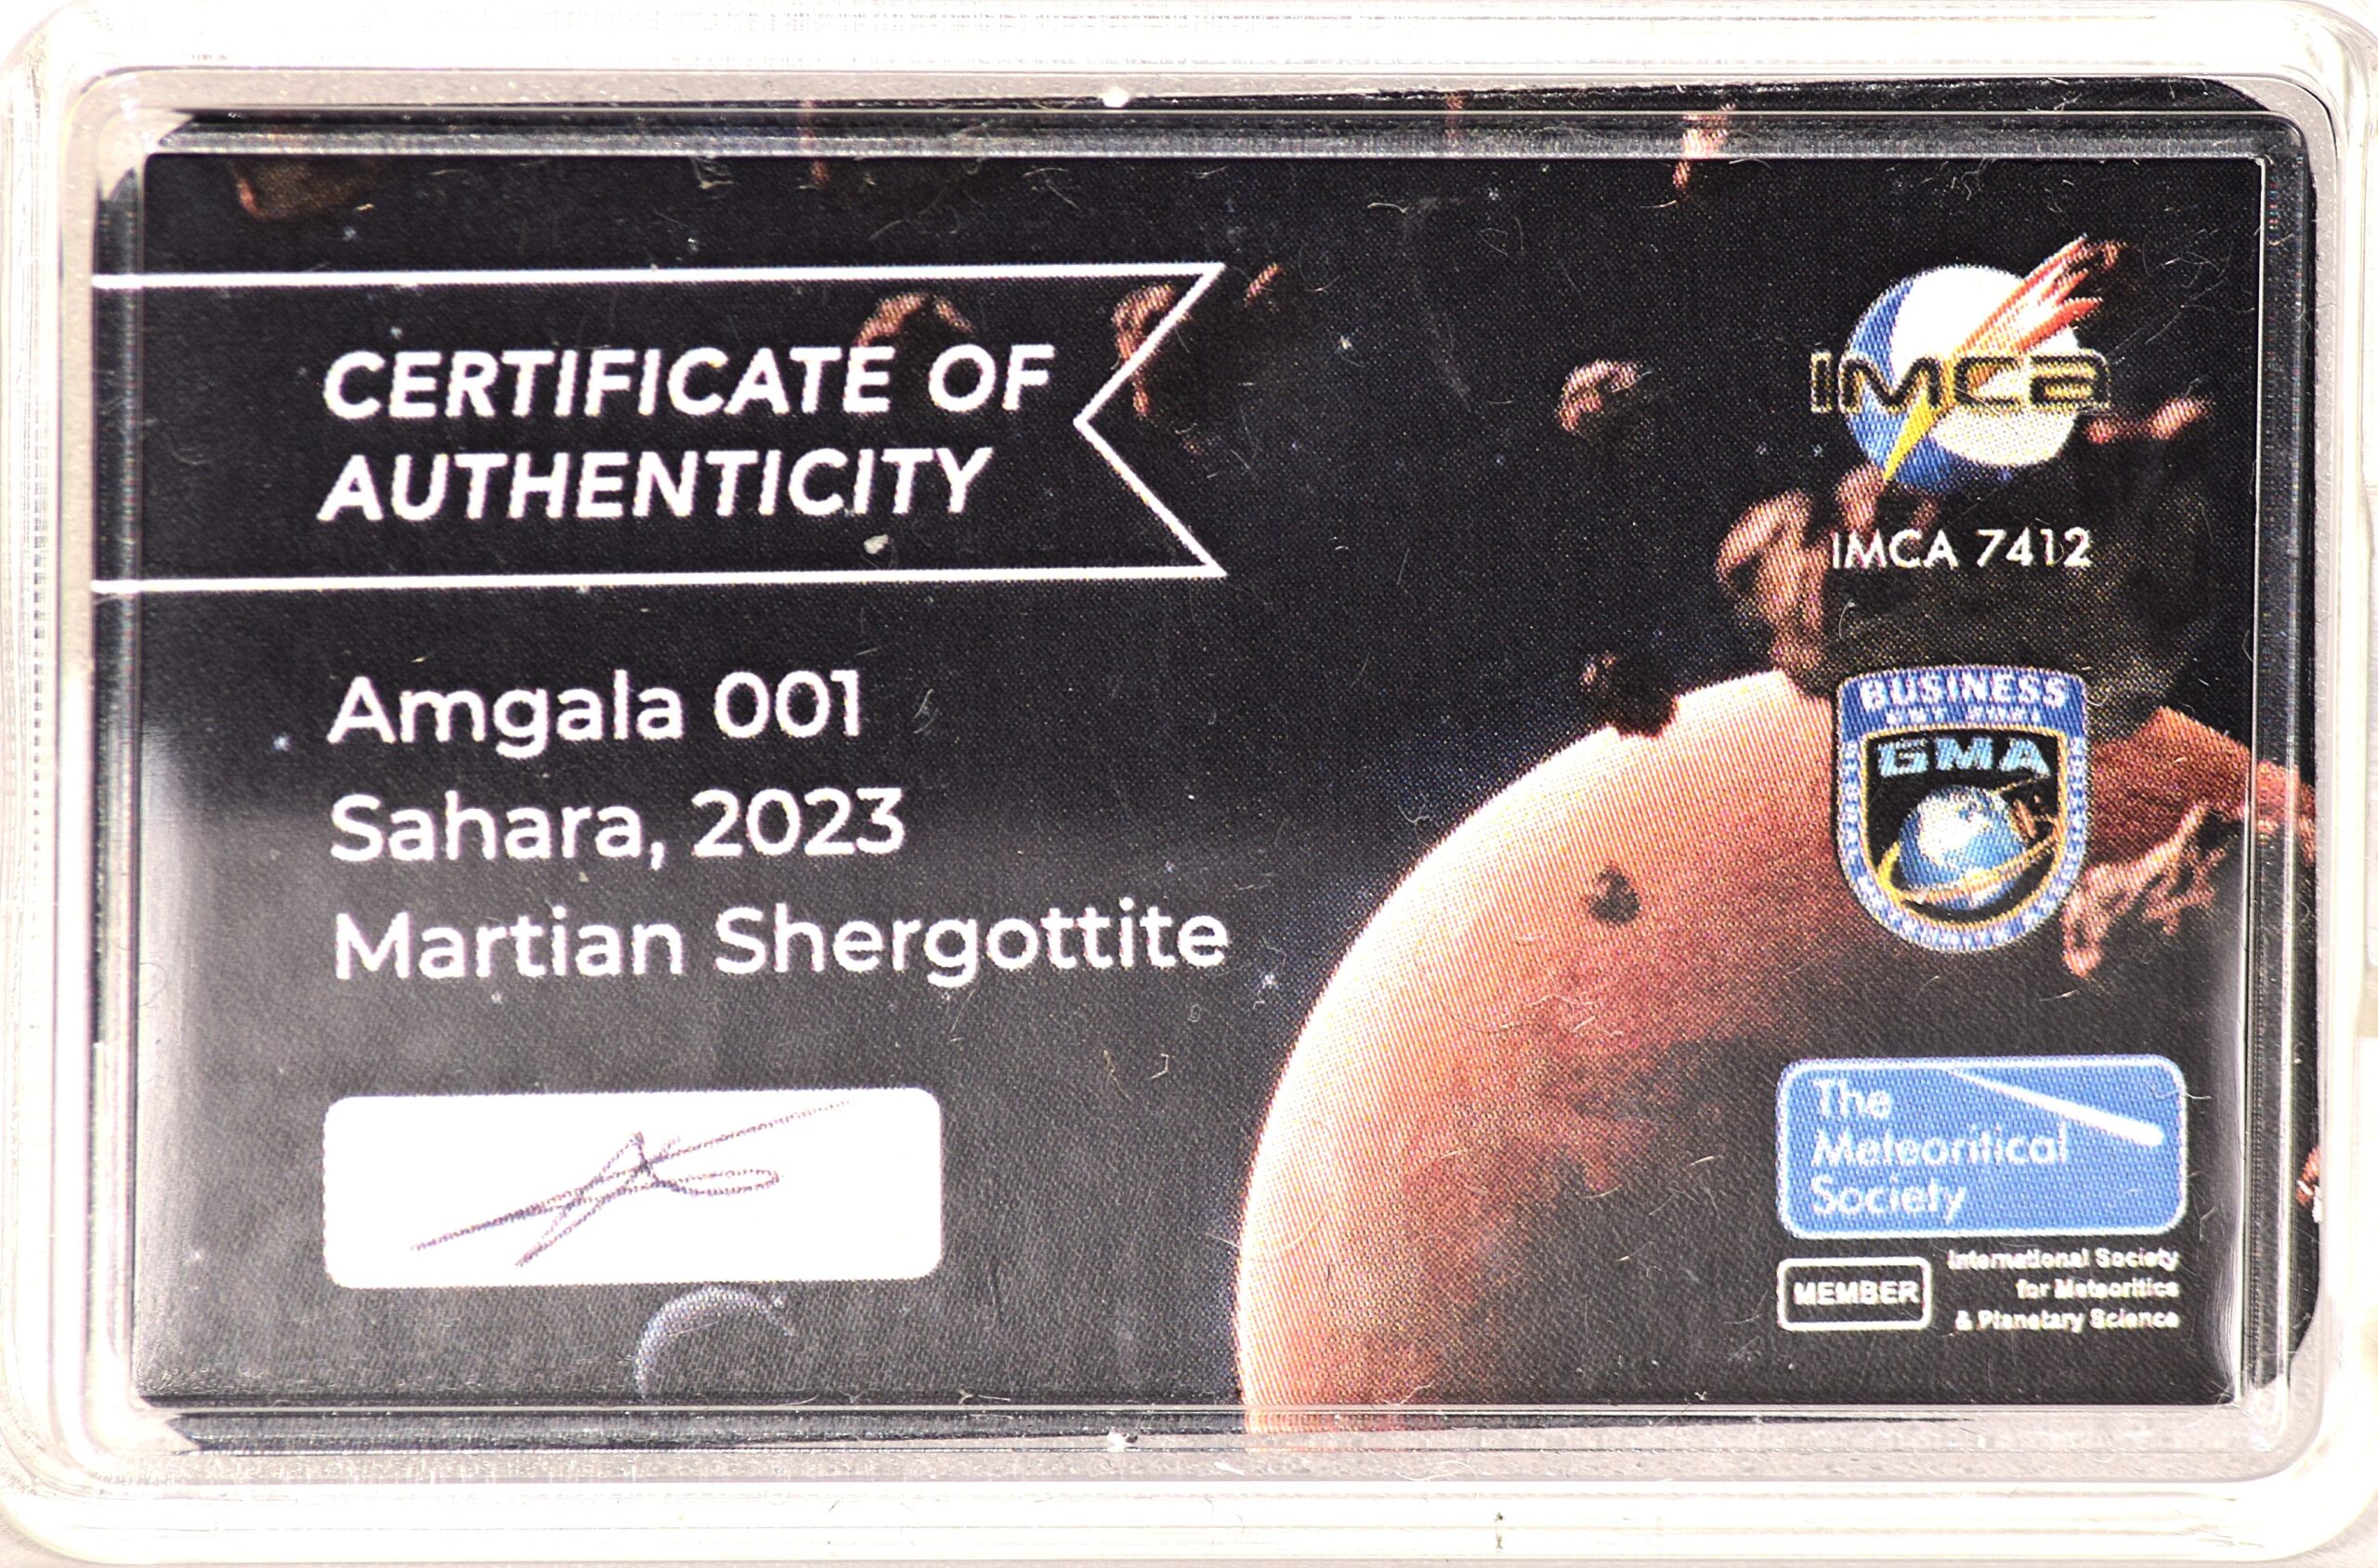 CERTIFICATE OF
AUTHENTICITY
Amgala 001
Sahara, 2023
Martian Shergottite
IMCA
IMCA 7412
BUSINESS
GMA
The
Meteoritical
Society
MEMBER
International Society
for Meteoritics
& Planetary Science